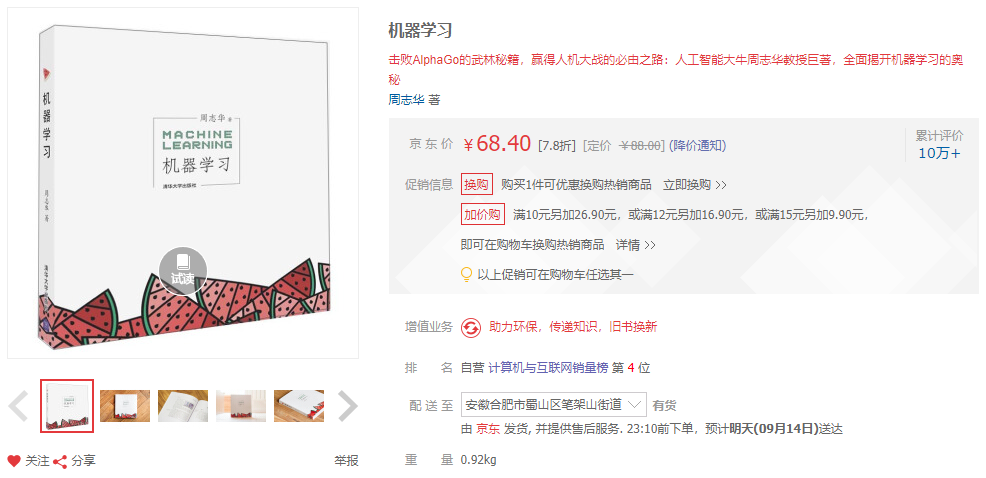 机器学习
周志华 著
清华大学出版社
周志华 著
MACHINE
LEARNING
机器学习
清华大学出版社
试读
关注 分享
举报
机器学习
击败AlphaGo的武林秘籍，赢得人机大战的必由之路：人工智能大牛周志华教授巨著，全面揭开机器学习的奥
秘
周志华 著
京东价 ￥68.40 [7.8折] [定价 ￥88.00] (降价通知)
累计评价
10万+
促销信息 换购 购买1件可优惠换购热销商品 立即换购 >>
加价购 满10元另加26.90元，或满12元另加16.90元，或满15元另加9.90元，
即可在购物车换购热销商品 详情 >>
以上促销可在购物车任选其一
增值业务 助力环保，传递知识，旧书换新
排名 自营 计算机与互联网销量榜 第 4 位
配送至 安徽合肥市蜀山区笔架山街道 有货
由 京东 发货, 并提供售后服务. 23:10前下单，预计明天(09月14日)送达
重量 0.92kg